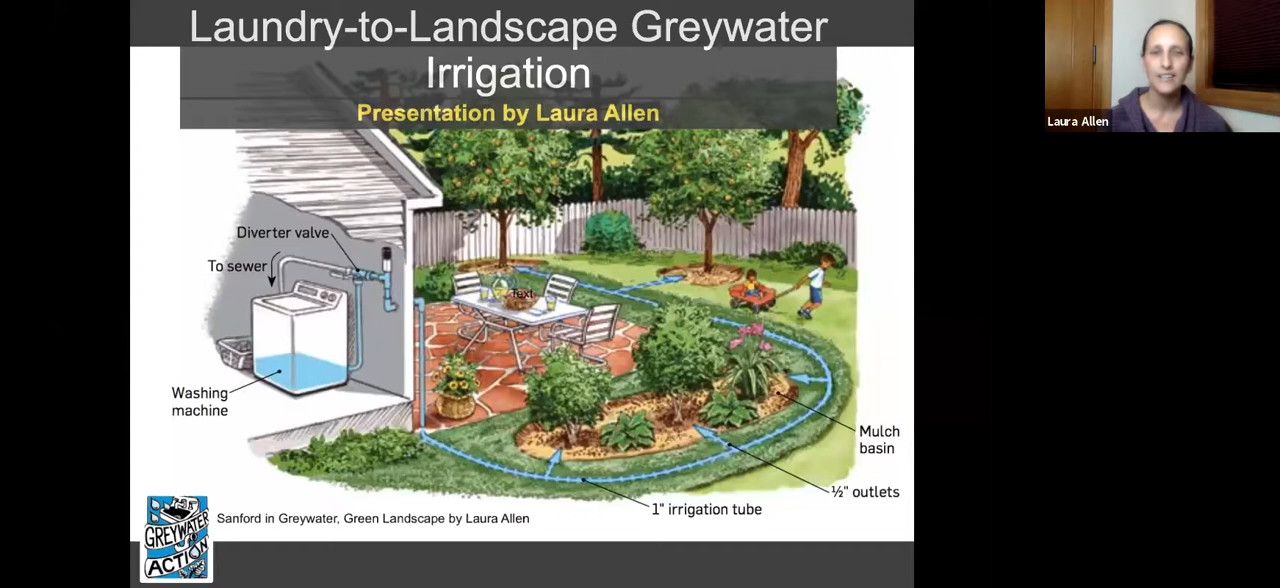 Laundry-to-Landscape Greywater
Irrigation
Presentation by Laura Allen
Laura Allen
Diverter valve
To sewer
Text
Washing
machine
Mulch
basin
½" outlets
1" irrigation tube
Sanford in Greywater, Green Landscape by Laura Allen
GREYWATER
ACTION